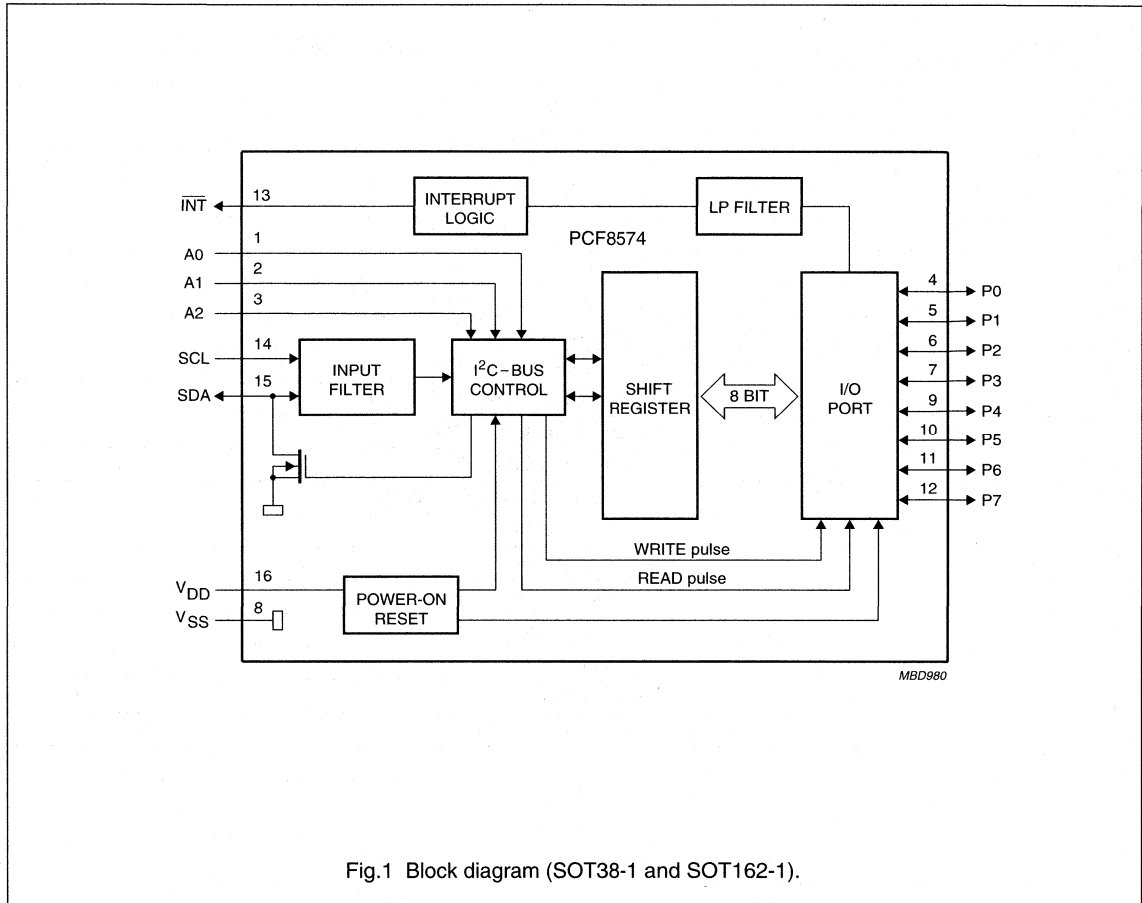 INT
13
INTERRUPT
LOGIC
LP FILTER
PCF8574
A0
1
A1
2
A2
3
SCL
14
SDA
15
INPUT
FILTER
I²C–BUS
CONTROL
SHIFT
REGISTER
8 BIT
I/O
PORT
4
P0
5
P1
6
P2
7
P3
9
P4
10
P5
11
P6
12
P7
WRITE pulse
READ pulse
VDD
16
VSS
8
POWER-ON
RESET
MBD980
Fig.1 Block diagram (SOT38-1 and SOT162-1).